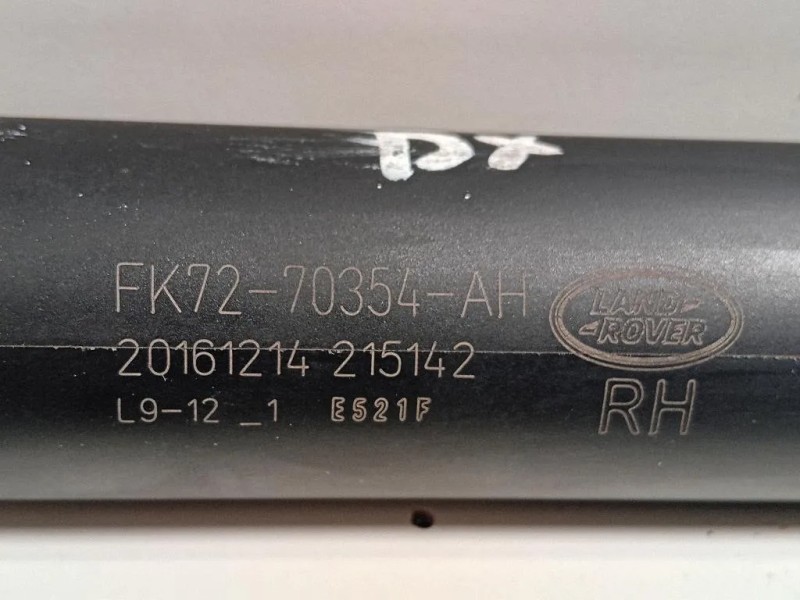 DX
FK72-70354-AH
LAND-
-ROVER
20161214 215142
L9-12 _1 E521F
RH